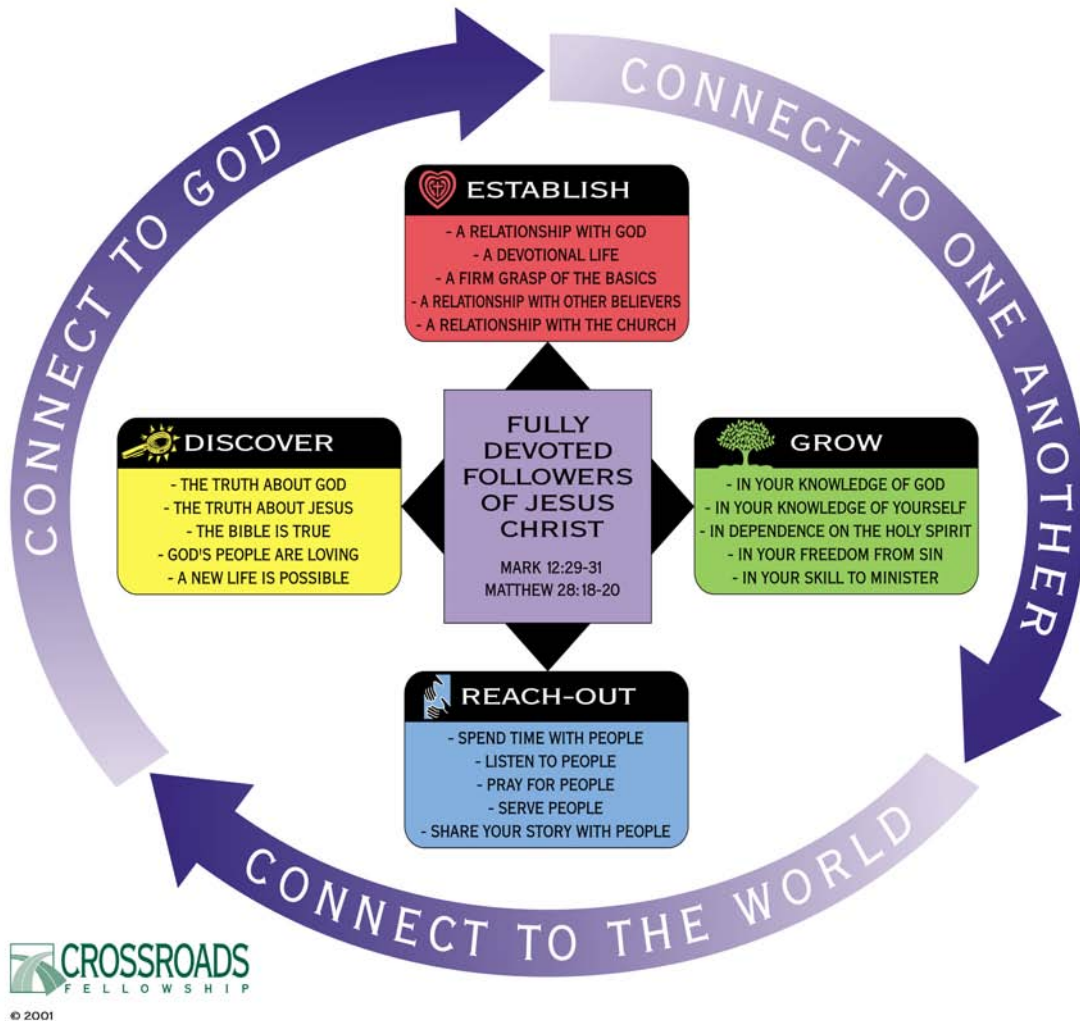 CONNECT TO GOD
CONNECT TO ONE ANOTHER
ESTABLISH
- A RELATIONSHIP WITH GOD
- A DEVOTIONAL LIFE
- A FIRM GRASP OF THE BASICS
- A RELATIONSHIP WITH OTHER BELIEVERS
- A RELATIONSHIP WITH THE CHURCH
DISCOVER
- THE TRUTH ABOUT GOD
- THE TRUTH ABOUT JESUS
- THE BIBLE IS TRUE
- GOD'S PEOPLE ARE LOVING
- A NEW LIFE IS POSSIBLE
FULLY
DEVOTED
FOLLOWERS
OF JESUS
CHRIST
MARK 12:29-31
MATTHEW 28:18-20
GROW
- IN YOUR KNOWLEDGE OF GOD
- IN YOUR KNOWLEDGE OF YOURSELF
- IN DEPENDENCE ON THE HOLY SPIRIT
- IN YOUR FREEDOM FROM SIN
- IN YOUR SKILL TO MINISTER
REACH-OUT
- SPEND TIME WITH PEOPLE
- LISTEN TO PEOPLE
- PRAY FOR PEOPLE
- SERVE PEOPLE
- SHARE YOUR STORY WITH PEOPLE
CONNECT TO THE WORLD
CROSSROADS
FELLOWSHIP
© 2001